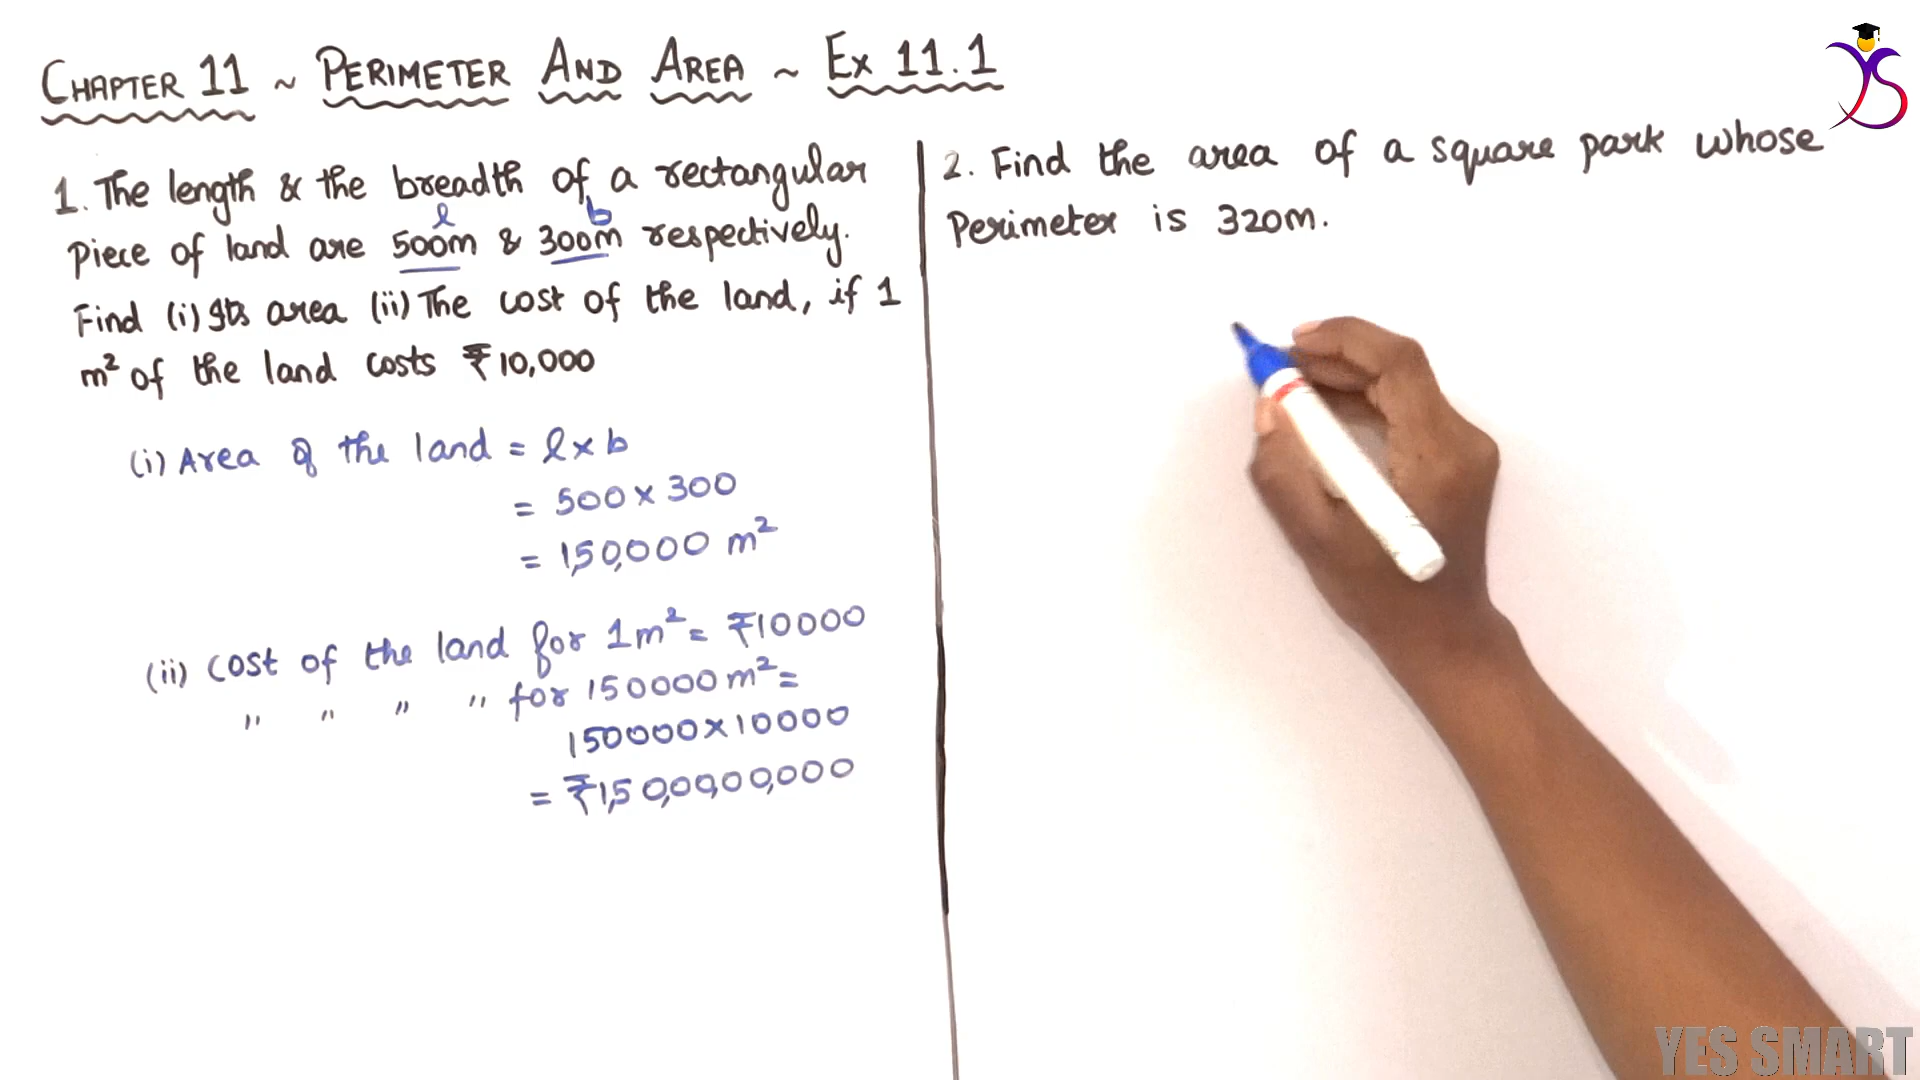 CHAPTER 11 ~ PERIMETER AND AREA ~ Ex 11.1
1. The length & the breadth of a rectangular
l b
piece of land are 500m & 300m respectively.
Find (i) Its area (ii) The cost of the land, if 1
m² of the land costs ₹10,000
(i) Area of the land = l × b
= 500 × 300
= 1,50,000 m²
(ii) Cost of the land for 1m² = ₹10000
" " " " for 150000 m² =
150000 × 10000
= ₹1,50,00,00,000
2. Find the area of a square park whose
Perimeter is 320m.
YS
YES SMART